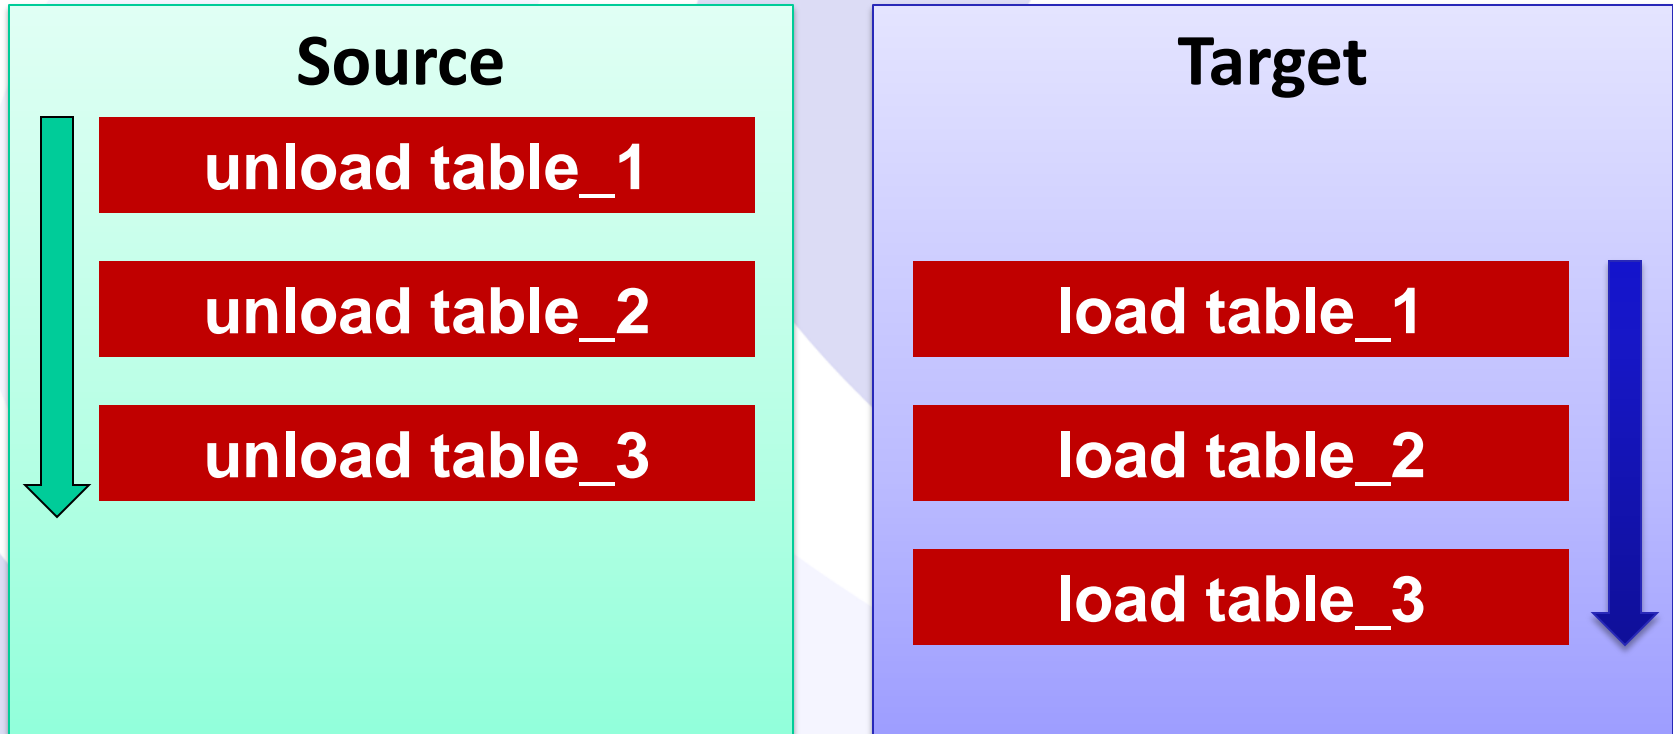 Source
unload table_1
unload table_2
unload table_3
Target
load table_1
load table_2
load table_3